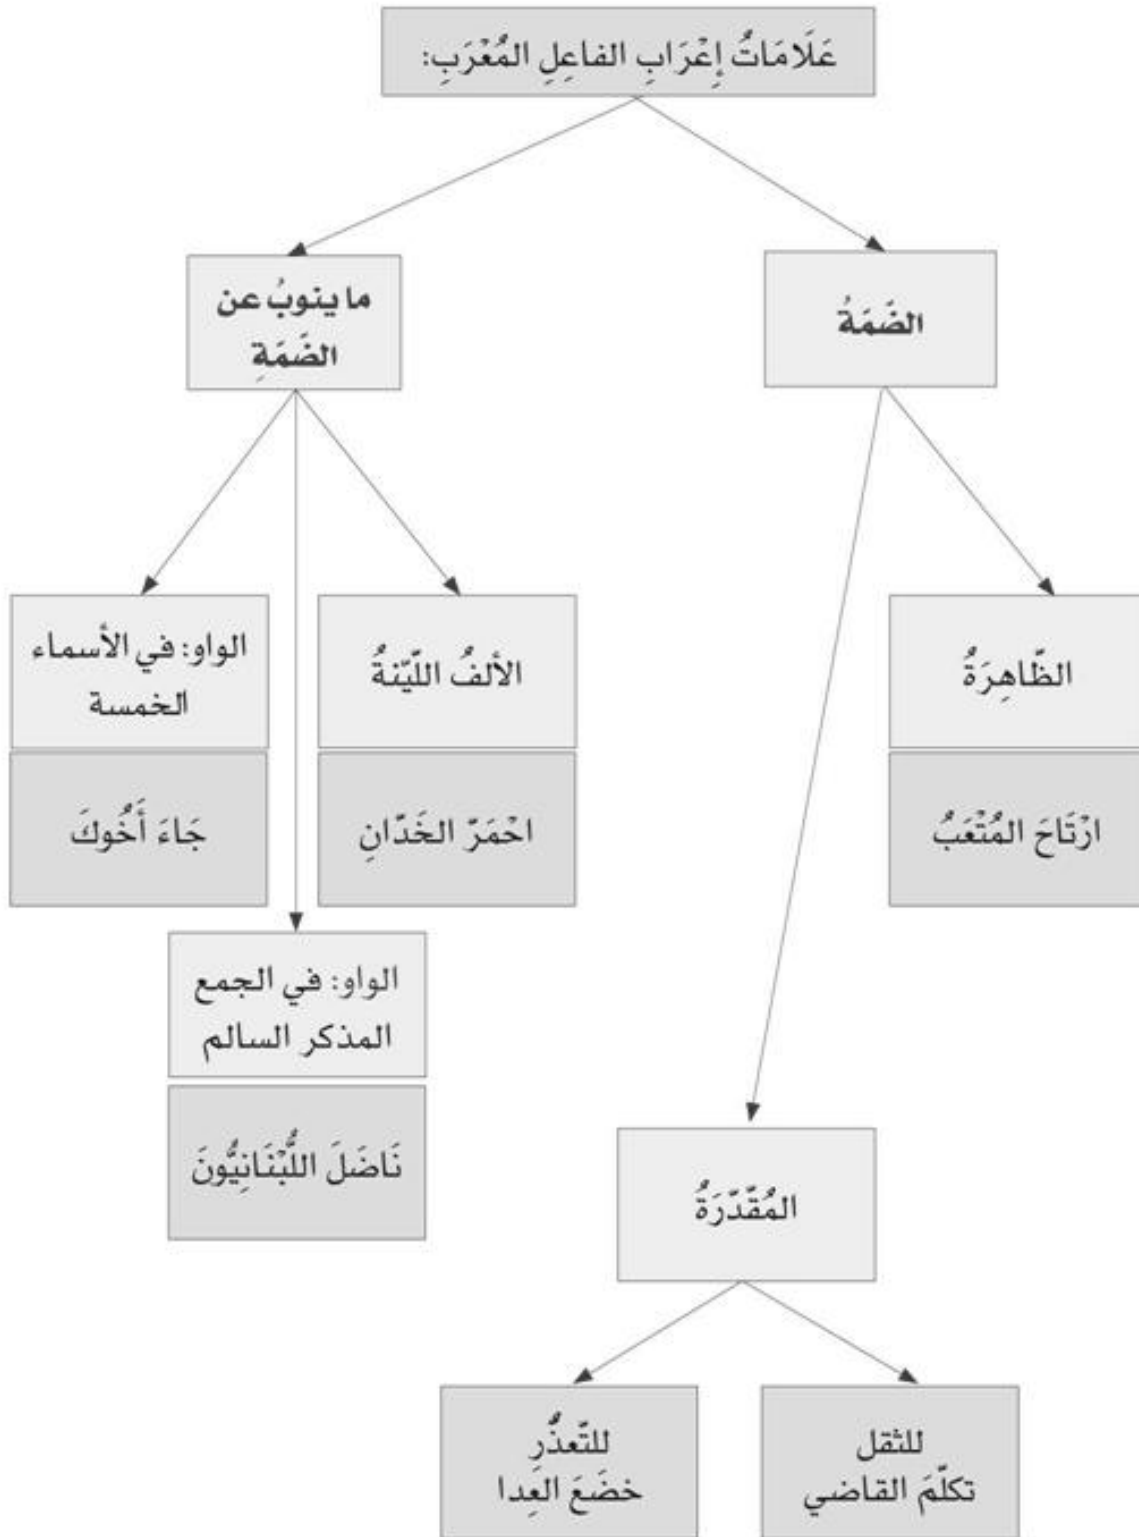 عَلَامَاتُ إِعْرَابِ الفاعِلِ المُعْرَبِ:
الضَّمَةُ
ما ينوبُ عن
الضَّمَةِ
الظّاهِرَةُ
ارْتَاحَ المُتْعَبُ
الألفُ اللّيّنةُ
احْمَرّ الخَدّانِ
الواو: في الأسماء
الخمسة
جَاءَ أَخُوكَ
الواو: في الجمع
المذكر السالم
نَاضَلَ اللُّبْنَانِيُّونَ
المُقَدّرَةُ
للثقل
تكلّمَ القاضي
للتّعذُّرِ
خضَعَ العِدا